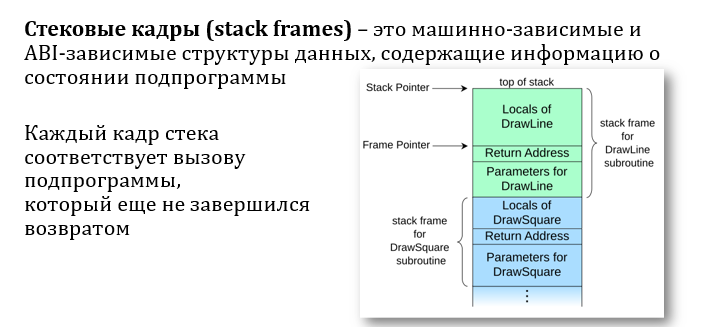 Стековые кадры (stack frames) – это машинно-зависимые и
ABI-зависимые структуры данных, содержащие информацию о
состоянии подпрограммы
Каждый кадр стека
соответствует вызову
подпрограммы,
который еще не завершился
возвратом
top of stack
Stack Pointer
Locals of
DrawLine
stack frame
for
DrawLine
subroutine
Frame Pointer
Return Address
Parameters for
DrawLine
stack frame
for
DrawSquare
subroutine
Locals of
DrawSquare
Return Address
Parameters for
DrawSquare
⋮